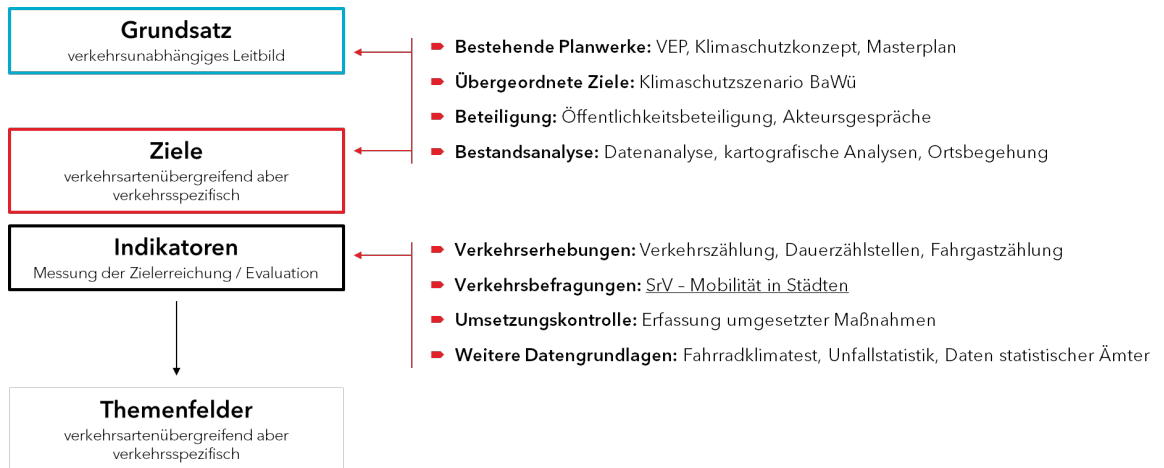 Grundsatz
verkehrsunabhängiges Leitbild
Bestehende Planwerke: VEP, Klimaschutzkonzept, Masterplan
Übergeordnete Ziele: Klimaschutzszenario BaWü
Beteiligung: Öffentlichkeitsbeteiligung, Akteursgespräche
Bestandsanalyse: Datenanalyse, kartografische Analysen, Ortsbegehung
Ziele
verkehrsartenübergreifend aber
verkehrsspezifisch
Indikatoren
Messung der Zielerreichung / Evaluation
Verkehrserhebungen: Verkehrszählung, Dauerzählstellen, Fahrgastzählung
Verkehrsbefragungen: SrV – Mobilität in Städten
Umsetzungskontrolle: Erfassung umgesetzter Maßnahmen
Weitere Datengrundlagen: Fahrradklimatest, Unfallstatistik, Daten statistischer Ämter
Themenfelder
verkehrsartenübergreifend aber
verkehrsspezifisch